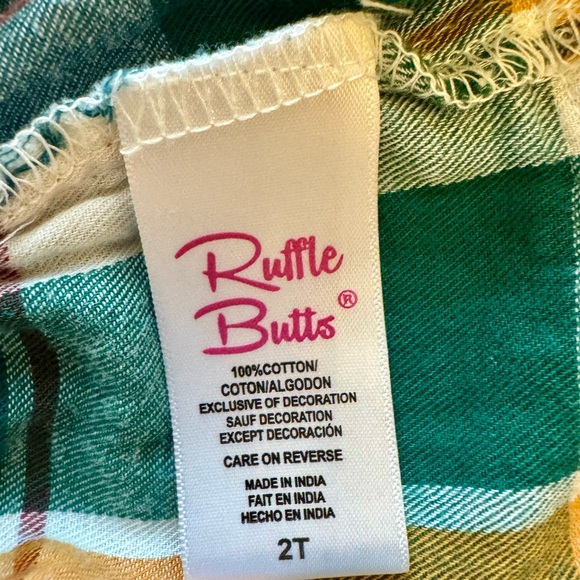 Ruffle
Butts®
100%COTTON/
COTON/ALGODON
EXCLUSIVE OF DECORATION
SAUF DECORATION
EXCEPT DECORACIÓN
CARE ON REVERSE
MADE IN INDIA
FAIT EN INDIA
HECHO EN INDIA
2T